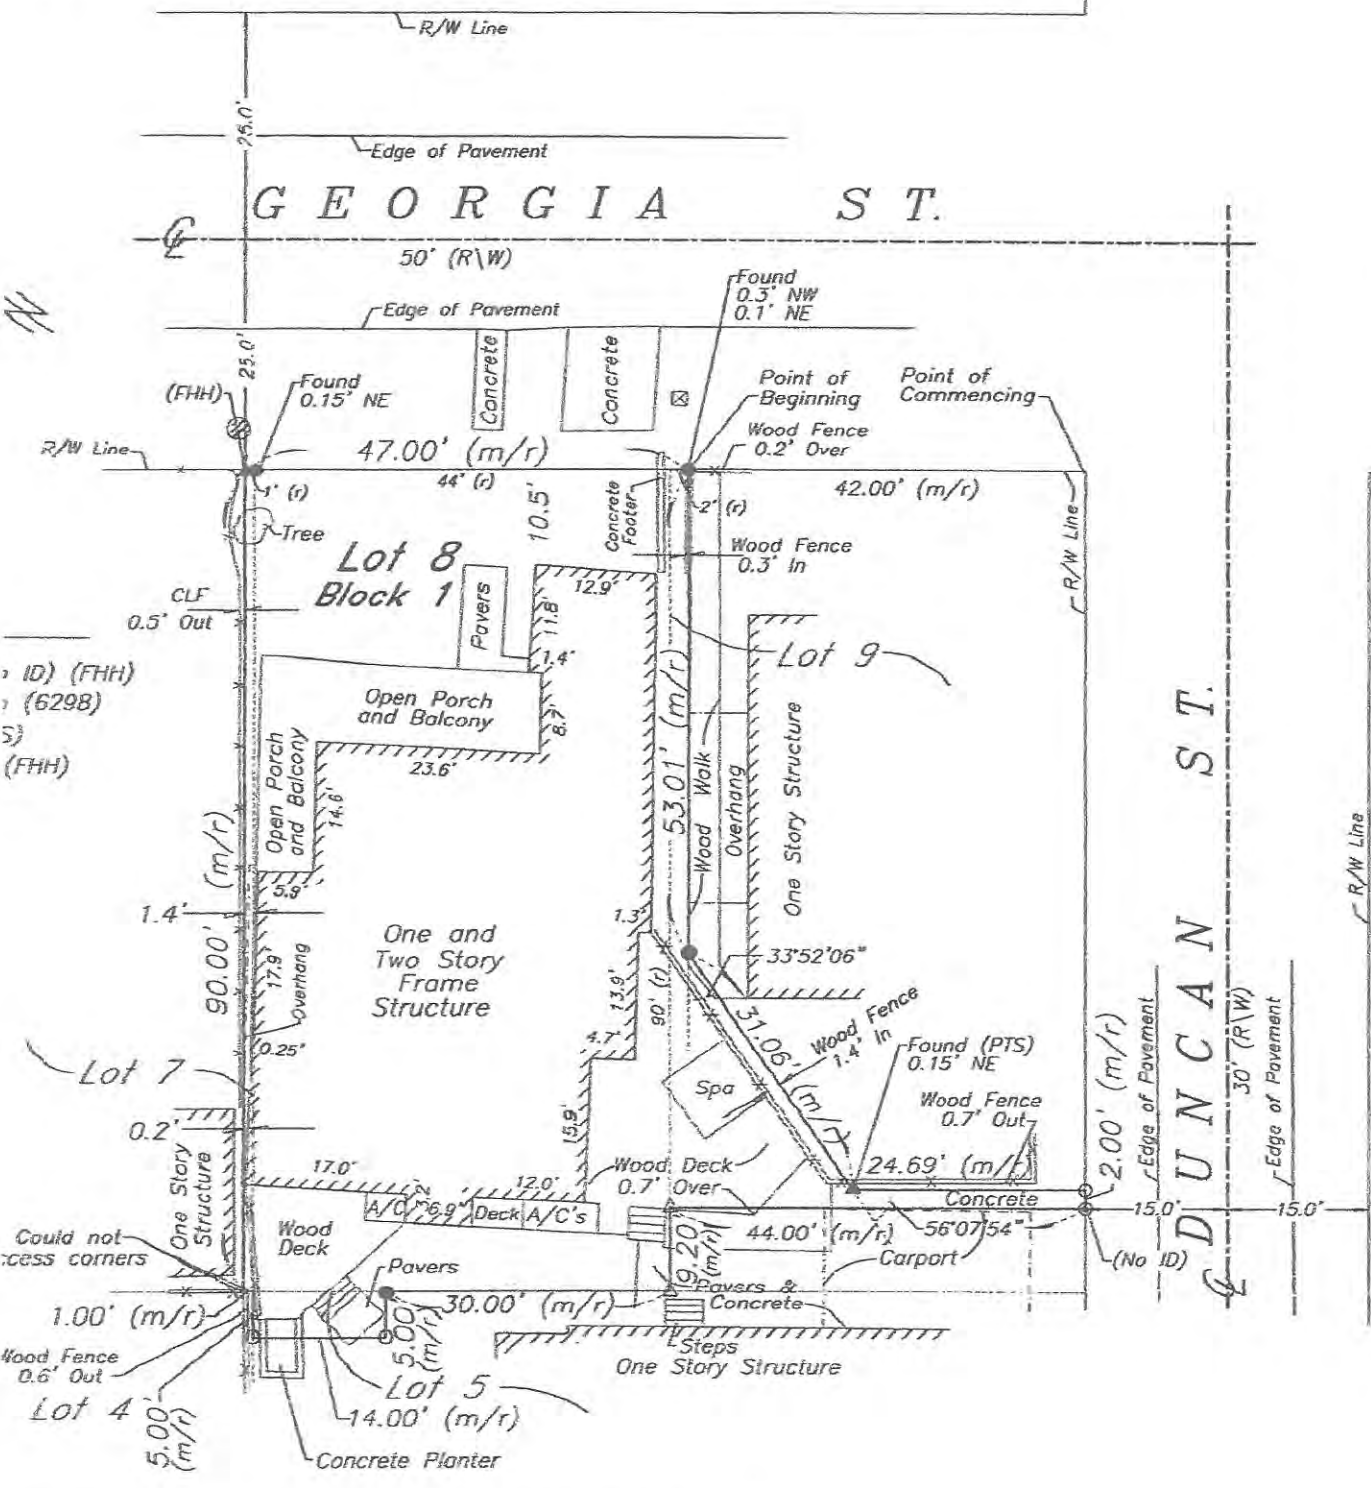 R/W Line
25.0'
Edge of Pavement
GEORGIA ST.
℄
50' (R\W)
N
Edge of Pavement
25.0'
Found
0.3' NW
0.1' NE
(FHH)
Found
0.15' NE
Concrete
Concrete
Point of
Beginning
Point of
Commencing
R/W Line
47.00' (m/r)
Wood Fence
0.2' Over
1' (r)
44' (r)
10.5'
Concrete
Footer
2' (r)
42.00' (m/r)
R/W Line
Tree
Lot 8
Block 1
Wood Fence
0.3' In
CLF
0.5' Out
Pavers
12.9'
11.8'
1.4'
Lot 9
ID) (FHH)
(6298)
(FHH)
Open Porch
and Balcony
8.7'
23.6'
Open Porch
and Balcony
14.6'
53.01' (m/r)
Wood Walk
Overhang
One Story Structure
DUNCAN ST.
R/W Line
90.00' (m/r)
5.9'
1.4'
1.3'
One and
Two Story
Frame
Structure
17.9'
Overhang
13.9'
90' (r)
33°52'06"
31.06' (m/r)
Wood Fence
1.4' In
0.25'
4.7'
Lot 7
Spa
Found (PTS)
0.15' NE
Wood Fence
0.7' Out
2.00' (m/r)
Edge of Pavement
30' (R\W)
Edge of Pavement
0.2'
One Story
Structure
15.9'
17.0'
12.0'
Wood Deck
0.7' Over
24.69' (m/r)
Concrete
A/C
3.2'
6.9'
Deck
A/C's
44.00' (m/r)
56°07'54"
15.0'
15.0'
Could not
cess corners
Wood
Deck
9.20'
(m/r)
Carport
(No ID)
℄
Pavers
1.00' (m/r)
30.00' (m/r)
Pavers &
Concrete
Wood Fence
0.6' Out
5.00'
(m/r)
Steps
One Story Structure
Lot 4
5.00'
(m/r)
Lot 5
14.00' (m/r)
Concrete Planter